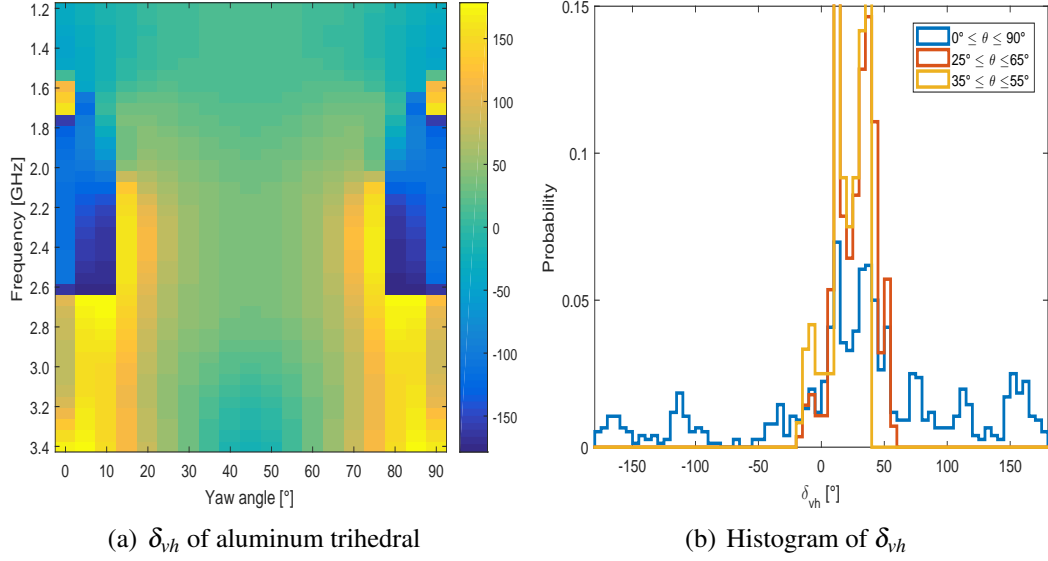 1.2
1.4
1.6
1.8
2.0
2.2
2.4
2.6
2.8
3.0
3.2
3.4
Frequency [GHz]
0 10 20 30 40 50 60 70 80 90
Yaw angle [°]
150
100
50
0
-50
-100
-150
(a) δvh of aluminum trihedral
0.15
0.1
0.05
0
Probability
-150 -100 -50 0 50 100 150
δvh [°]
0° ≤ θ ≤ 90°
25° ≤ θ ≤65°
35° ≤ θ ≤55°
(b) Histogram of δvh